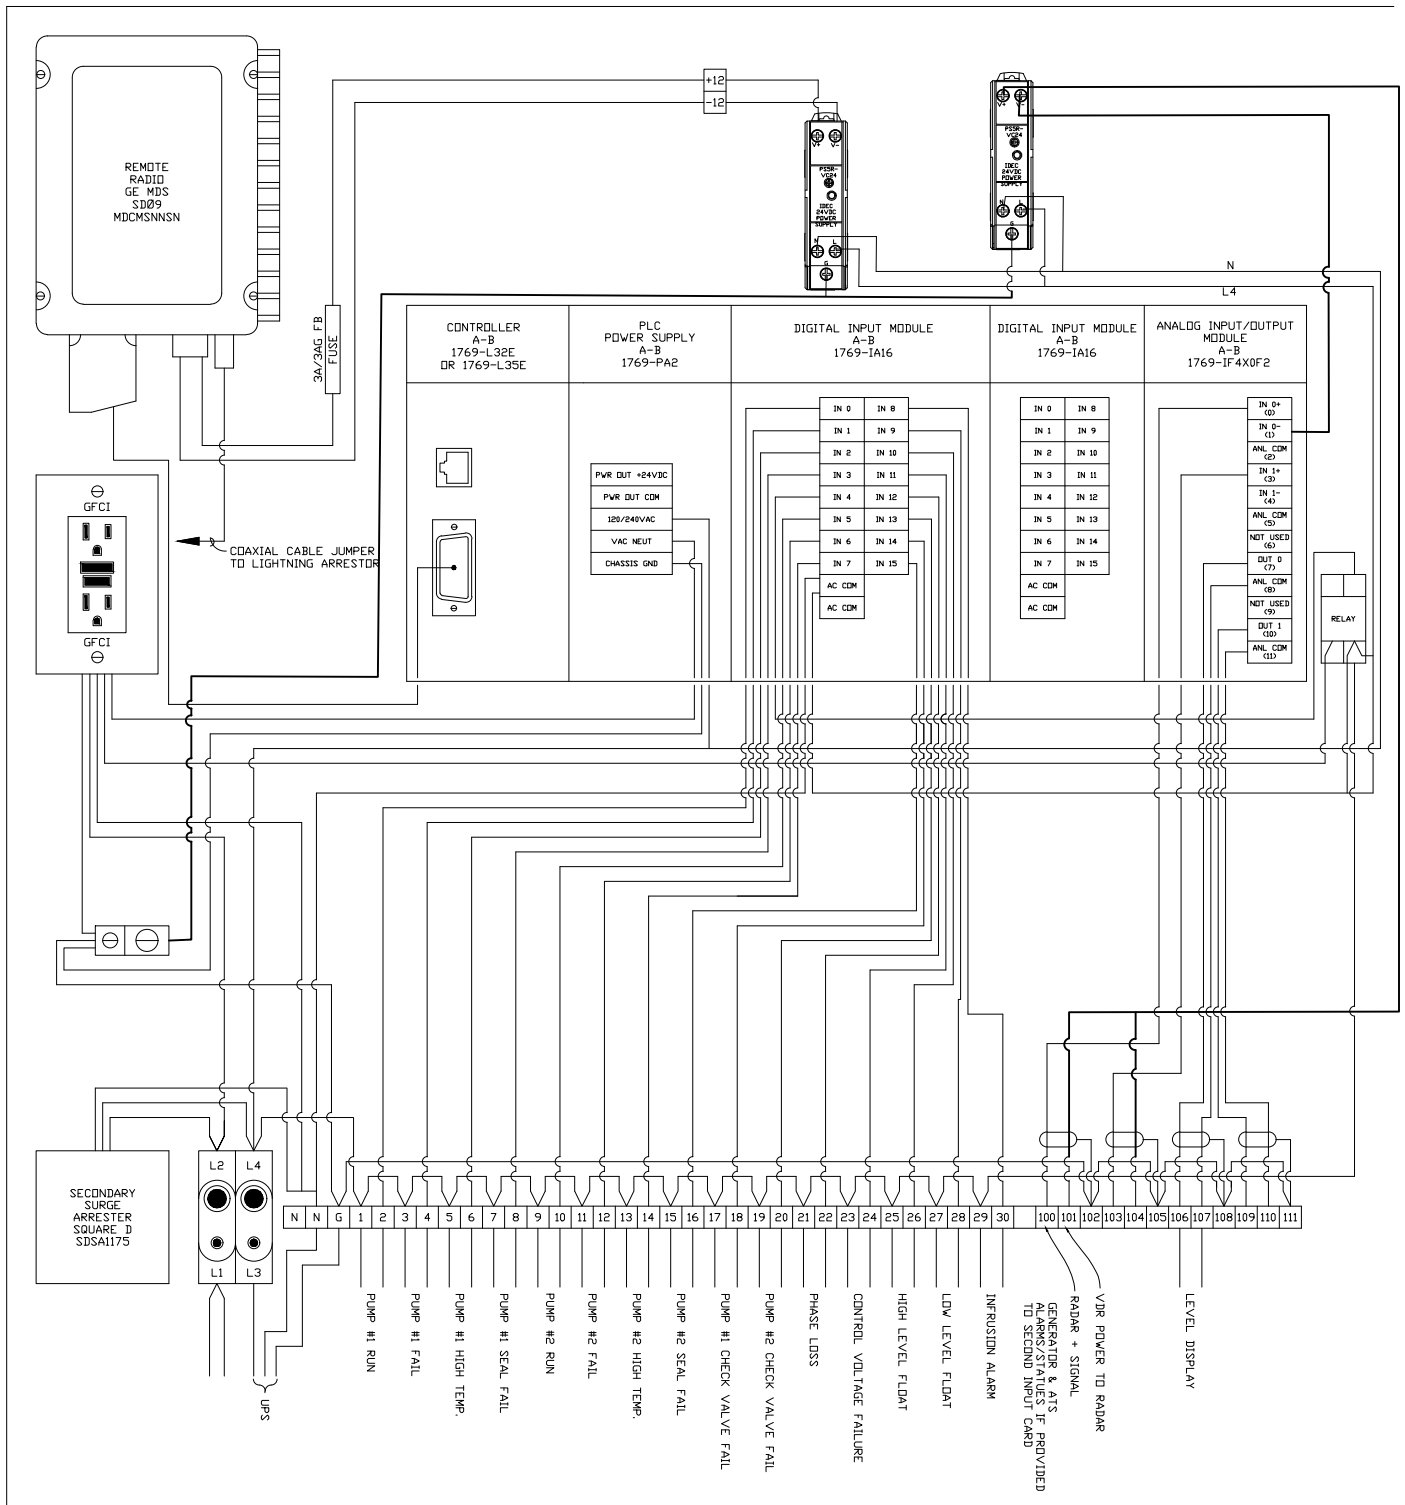 REMOTE
RADIO
GE MDS
SD09
MDCMSNNSN
+12
-12
V+ V-
PS5R-
VC24
IDEC
24VDC
POWER
SUPPLY
N L
G
V+ V-
PS5R-
VC24
IDEC
24VDC
POWER
SUPPLY
N L
G
N
L4
3A/3AG FB
FUSE
CONTROLLER
A-B
1769-L32E
OR 1769-L35E
PLC
POWER SUPPLY
A-B
1769-PA2
DIGITAL INPUT MODULE
A-B
1769-IA16
DIGITAL INPUT MODULE
A-B
1769-IA16
ANALOG INPUT/OUTPUT
MODULE
A-B
1769-IF4XOF2
PWR OUT +24VDC
PWR OUT COM
120/240VAC
VAC NEUT
CHASSIS GND
IN 0 IN 8
IN 1 IN 9
IN 2 IN 10
IN 3 IN 11
IN 4 IN 12
IN 5 IN 13
IN 6 IN 14
IN 7 IN 15
AC COM
AC COM
IN 0 IN 8
IN 1 IN 9
IN 2 IN 10
IN 3 IN 11
IN 4 IN 12
IN 5 IN 13
IN 6 IN 14
IN 7 IN 15
AC COM
AC COM
IN 0+
(0)
IN 0-
(1)
ANL COM
(2)
IN 1+
(3)
IN 1-
(4)
ANL COM
(5)
NOT USED
(6)
OUT 0
(7)
ANL COM
(8)
NOT USED
(9)
OUT 1
(10)
ANL COM
(11)
RELAY
GFCI
GFCI
COAXIAL CABLE JUMPER
TO LIGHTNING ARRESTOR
SECONDARY
SURGE
ARRESTER
SQUARE D
SDSA1175
L2 L4
L1 L3
N N G 1 2 3 4 5 6 7 8 9 10 11 12 13 14 15 16 17 18 19 20 21 22 23 24 25 26 27 28 29 30 100 101 102 103 104 105 106 107 108 109 110 111
UPS
PUMP #1 RUN
PUMP #1 FAIL
PUMP #1 HIGH TEMP.
PUMP #1 SEAL FAIL
PUMP #2 RUN
PUMP #2 FAIL
PUMP #2 HIGH TEMP.
PUMP #2 SEAL FAIL
PUMP #1 CHECK VALVE FAIL
PUMP #2 CHECK VALVE FAIL
PHASE LOSS
CONTROL VOLTAGE FAILURE
HIGH LEVEL FLOAT
LOW LEVEL FLOAT
INFRUSION ALARM
GENERATOR & ATS
ALARMS/STATUES IF PROVIDED
TO SECOND INPUT CARD
RADAR + SIGNAL
VDR POWER TO RADAR
LEVEL DISPLAY